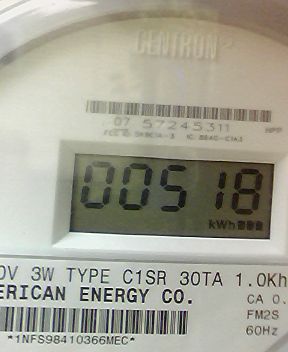 CENTRON
07 57245311
HPP
00518
kWh
0V 3W TYPE C1SR 30TA 1.0Kh
ERICAN ENERGY CO.
CA 0.
FM2S
60Hz
*1NFS98410366MEC*